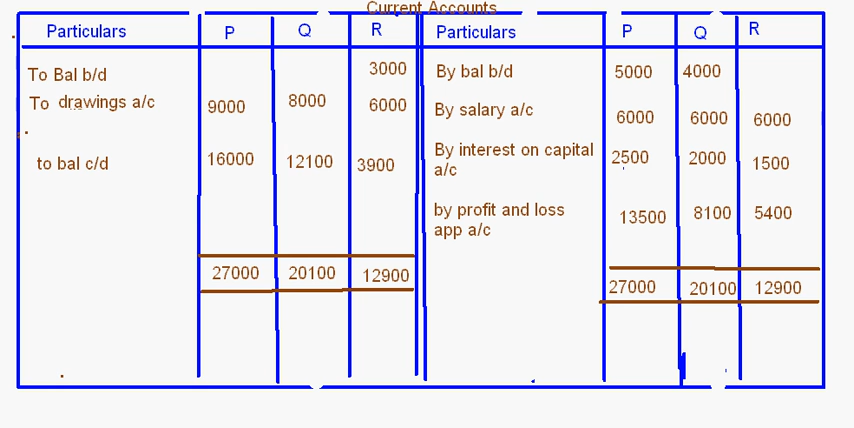 Current Accounts
Particulars P Q R Particulars P Q R
To Bal b/d 3000 By bal b/d 5000 4000
To drawings a/c 9000 8000 6000 By salary a/c 6000 6000 6000
to bal c/d 16000 12100 3900 By interest on capital 2500 2000 1500
a/c
by profit and loss 13500 8100 5400
app a/c
27000 20100 12900 27000 20100 12900